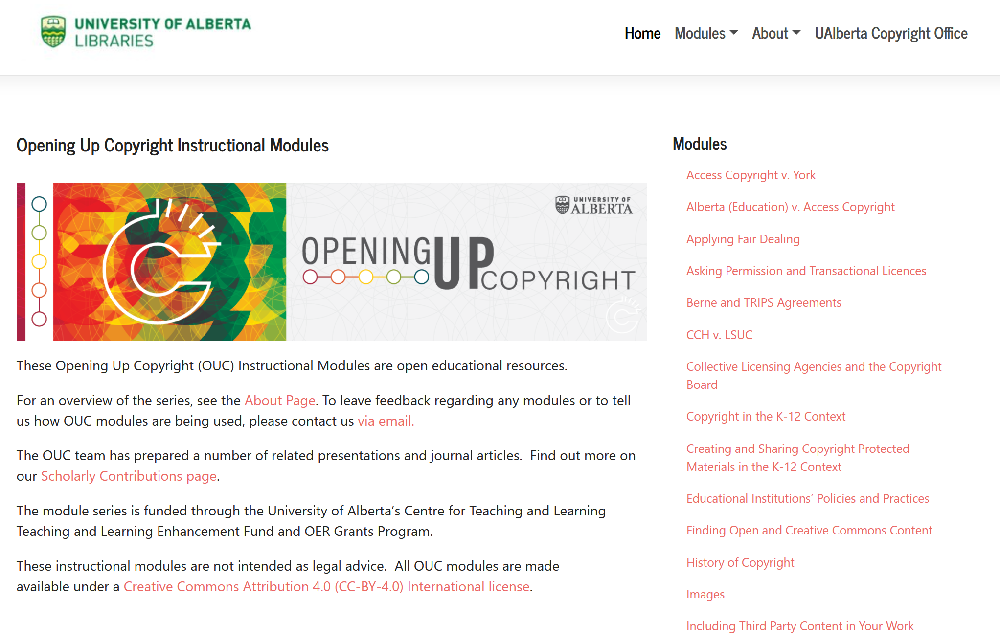 UNIVERSITY OF ALBERTA
LIBRARIES
Home Modules About UAlberta Copyright Office
Opening Up Copyright Instructional Modules
UNIVERSITY OF
ALBERTA
OPENING UP COPYRIGHT
These Opening Up Copyright (OUC) Instructional Modules are open educational resources.
For an overview of the series, see the About Page. To leave feedback regarding any modules or to tell
us how OUC modules are being used, please contact us via email.
The OUC team has prepared a number of related presentations and journal articles.  Find out more on
our Scholarly Contributions page.
The module series is funded through the University of Alberta’s Centre for Teaching and Learning
Teaching and Learning Enhancement Fund and OER Grants Program.
These instructional modules are not intended as legal advice.  All OUC modules are made
available under a Creative Commons Attribution 4.0 (CC-BY-4.0) International license.
Modules
Access Copyright v. York
Alberta (Education) v. Access Copyright
Applying Fair Dealing
Asking Permission and Transactional Licences
Berne and TRIPS Agreements
CCH v. LSUC
Collective Licensing Agencies and the Copyright
Board
Copyright in the K-12 Context
Creating and Sharing Copyright Protected
Materials in the K-12 Context
Educational Institutions’ Policies and Practices
Finding Open and Creative Commons Content
History of Copyright
Images
Including Third Party Content in Your Work